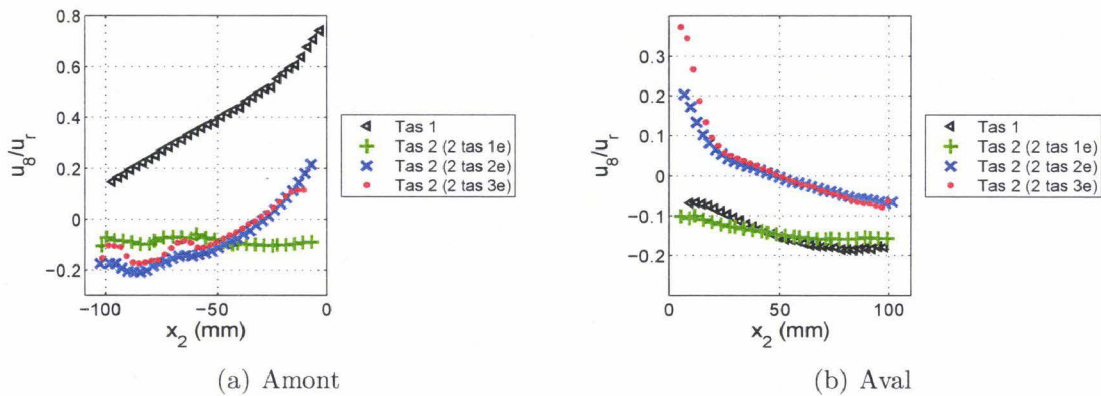 0.8
0.6
0.4
0.2
0
−0.2
u8/ur
−100
−50
0
x2 (mm)
Tas 1
Tas 2 (2 tas 1e)
Tas 2 (2 tas 2e)
Tas 2 (2 tas 3e)
(a) Amont
0.3
0.2
0.1
0
−0.1
−0.2
u8/ur
0
50
100
x2 (mm)
Tas 1
Tas 2 (2 tas 1e)
Tas 2 (2 tas 2e)
Tas 2 (2 tas 3e)
(b) Aval